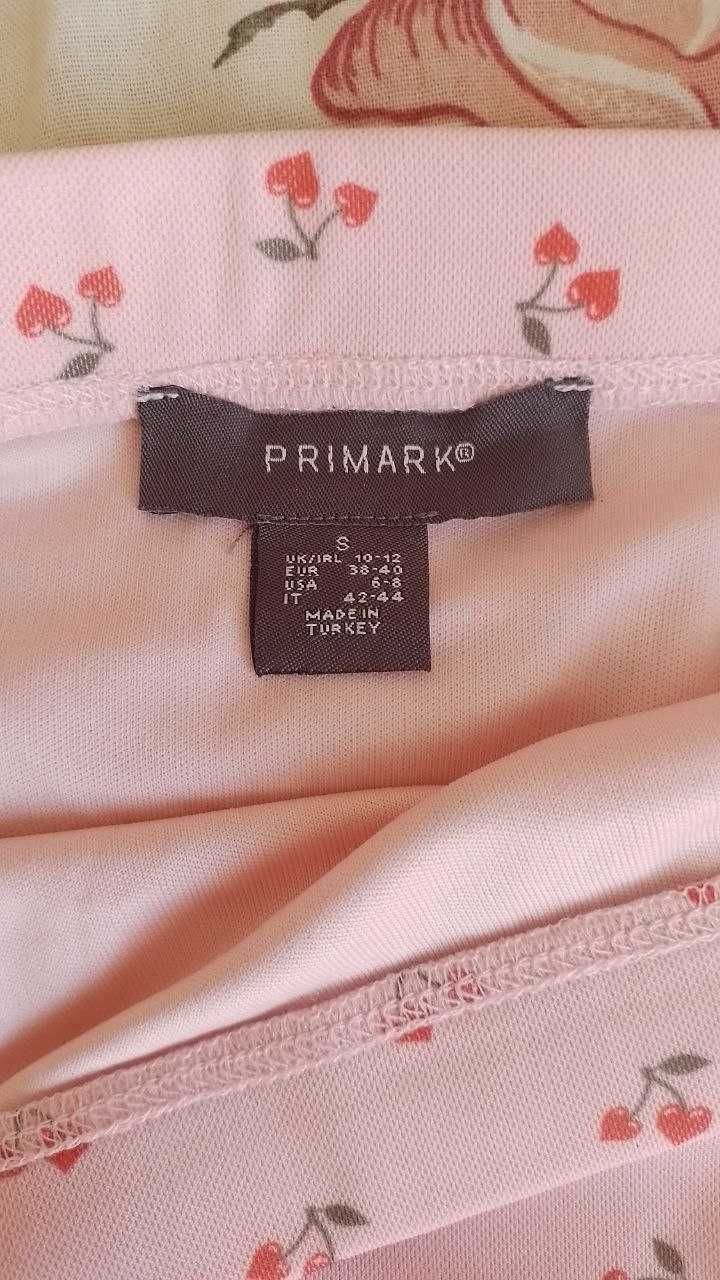 PRIMARK®
S
UK/IRL 10-12
EUR 38-40
USA 6-8
IT 42-44
MADE IN
TURKEY